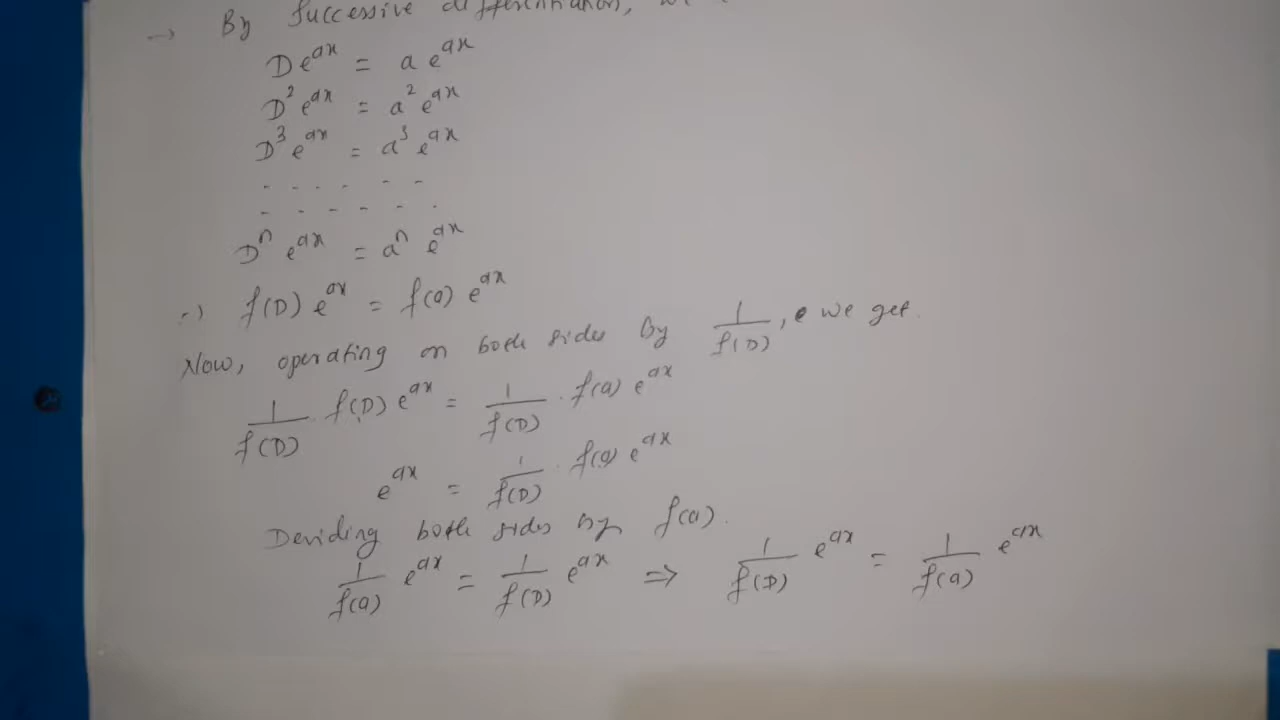 → By successive differentiation,
D e^{ax} = a e^{ax}
D^2 e^{ax} = a^2 e^{ax}
D^3 e^{ax} = a^3 e^{ax}
- - - - - -
- - - - - -
D^n e^{ax} = a^n e^{ax}
∴ f(D) e^{ax} = f(a) e^{ax}
Now, operating on both sides by 1/f(D), we get.
1/f(D) · f(D) e^{ax} = 1/f(D) · f(a) e^{ax}
e^{ax} = 1/f(D) · f(a) e^{ax}
Deviding both sides by f(a).
1/f(a) e^{ax} = 1/f(D) e^{ax} ⇒ 1/f(D) e^{ax} = 1/f(a) e^{ax}